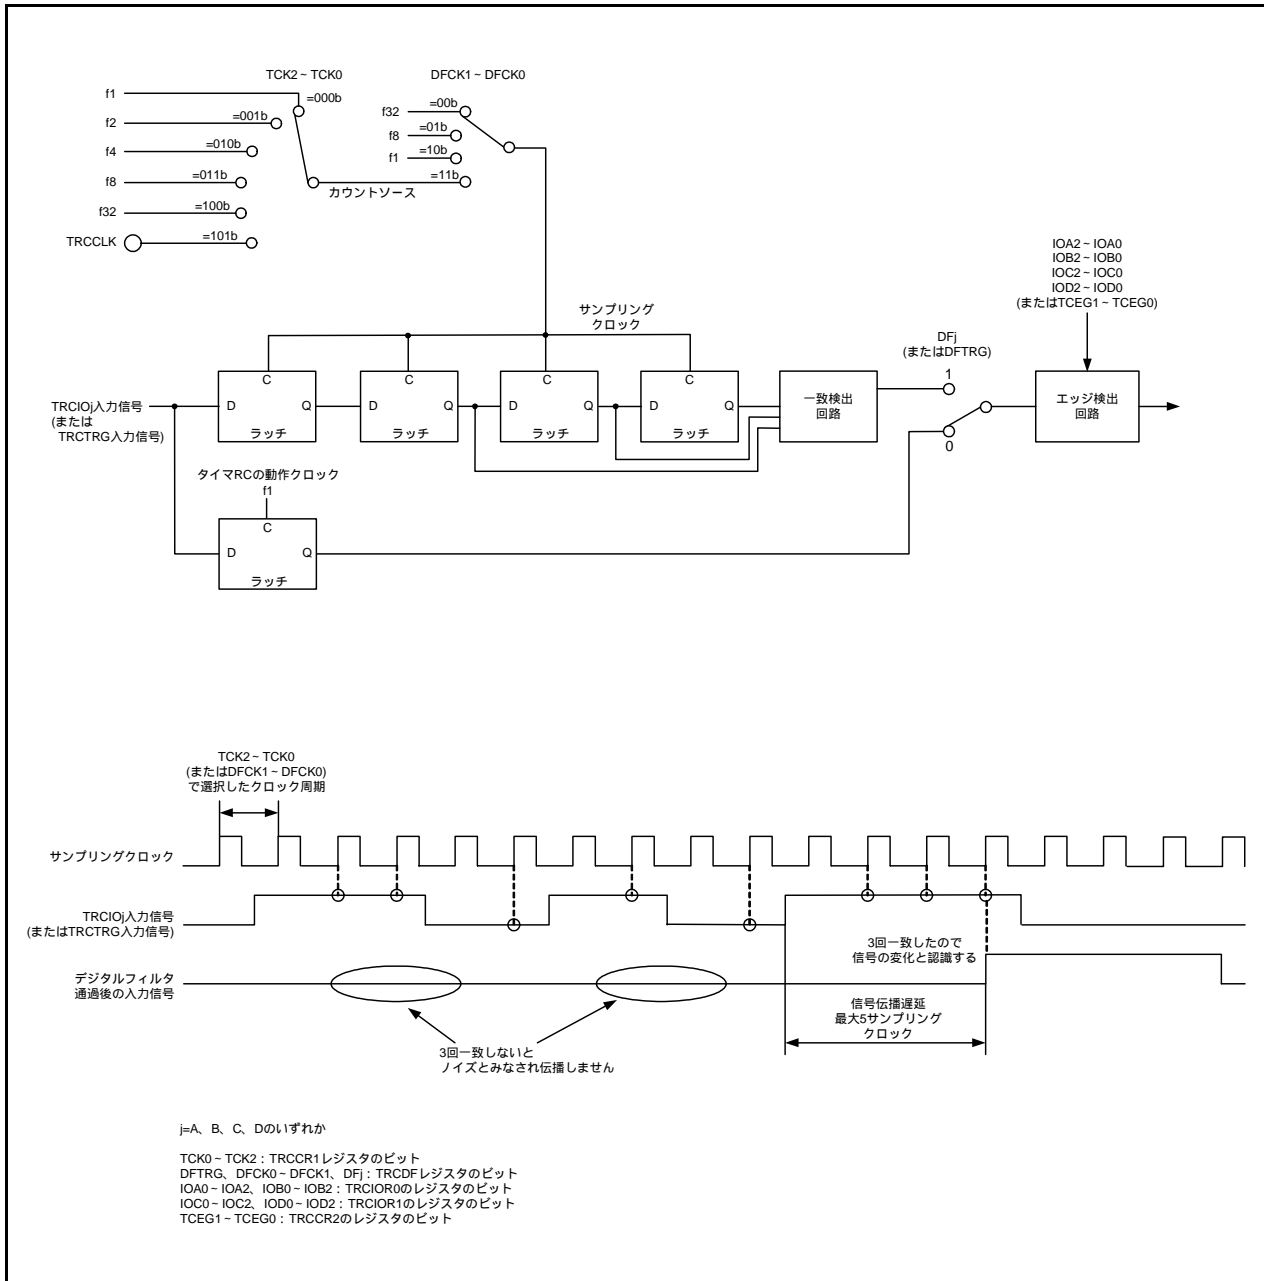 TCK2~TCK0
DFCK1~DFCK0
f1
=000b
f2
=001b
f4
=010b
f8
=011b
f32
=100b
TRCCLK
=101b
カウントソース
f32
=00b
f8
=01b
f1
=10b
=11b
IOA2~IOA0
IOB2~IOB0
IOC2~IOC0
IOD2~IOD0
(またはTCEG1~TCEG0)
サンプリング
クロック
DFj
(またはDFTRG)
1
0
TRCIOj入力信号
(または
TRCTRG入力信号)
C
D
Q
ラッチ
C
D
Q
ラッチ
C
D
Q
ラッチ
C
D
Q
ラッチ
一致検出
回路
エッジ検出
回路
タイマRCの動作クロック
f1
C
D
Q
ラッチ
TCK2~TCK0
(またはDFCK1~DFCK0)
で選択したクロック周期
サンプリングクロック
TRCIOj入力信号
(またはTRCTRG入力信号)
3回一致したので
信号の変化と認識する
デジタルフィルタ
通過後の入力信号
信号伝播遅延
最大5サンプリング
クロック
3回一致しないと
ノイズとみなされ伝播しません
j=A、B、C、Dのいずれか
TCK0~TCK2:TRCCR1レジスタのビット
DFTRG、DFCK0~DFCK1、DFj:TRCDFレジスタのビット
IOA0~IOA2、IOB0~IOB2:TRCIOR0のレジスタのビット
IOC0~IOC2、IOD0~IOD2:TRCIOR1のレジスタのビット
TCEG1~TCEG0:TRCCR2のレジスタのビット